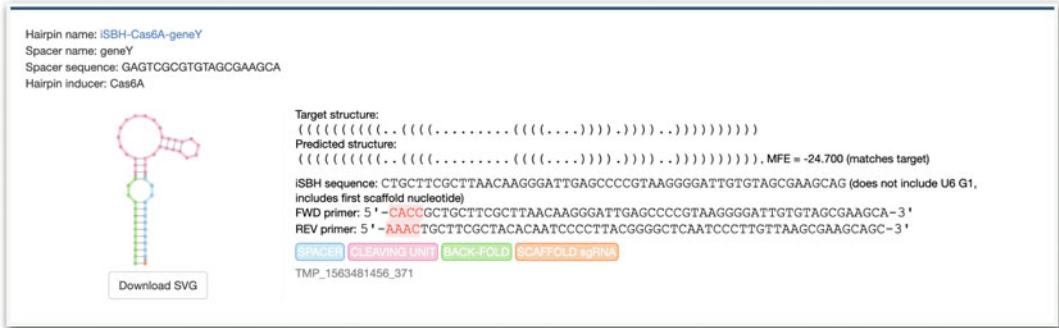 Hairpin name: iSBH-Cas6A-geneY
Spacer name: geneY
Spacer sequence: GAGTCGCGTGTAGCGAAGCA
Hairpin inducer: Cas6A
Target structure:
((((((((((..((((.........((((....)))).))))..))))))))))
Predicted structure:
((((((((((..((((.........((((....)))).))))..)))))))))), MFE = -24.700 (matches target)
iSBH sequence: CTGCTTCGCTTAACAAGGGATTGAGCCCCGTAAGGGGATTGTGTAGCGAAGCAG (does not include U6 G1,
includes first scaffold nucleotide)
FWD primer: 5'-CACCGCTGCTTCGCTTAACAAGGGATTGAGCCCCGTAAGGGGATTGTGTAGCGAAGCA-3'
REV primer: 5'-AAACTGCTTCGCTACACAATCCCCTTACGGGGCTCAATCCCTTGTTAAGCGAAGCAGC-3'
SPACER CLEAVING UNIT BACK-FOLD SCAFFOLD sgRNA
TMP_1563481456_371
Download SVG